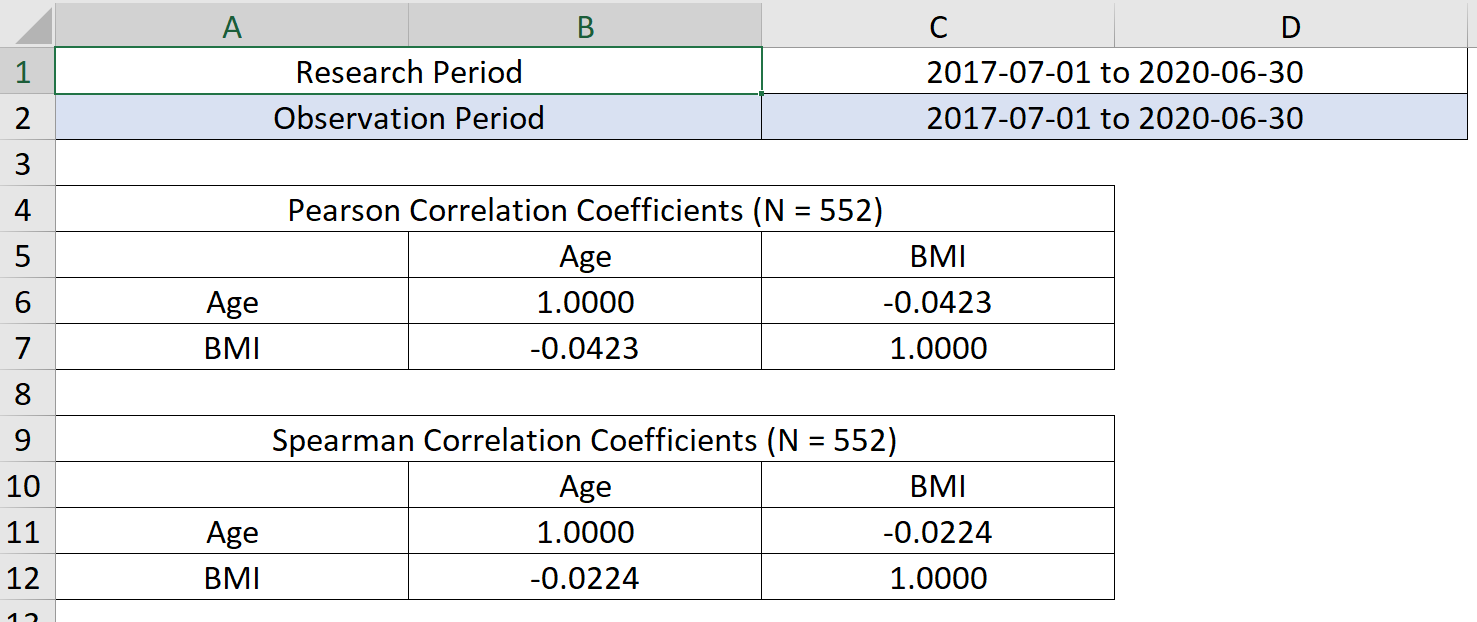 A B C D
1 Research Period 2017-07-01 to 2020-06-30
2 Observation Period 2017-07-01 to 2020-06-30
3
4 Pearson Correlation Coefficients (N = 552)
5 Age BMI
6 Age 1.0000 -0.0423
7 BMI -0.0423 1.0000
8
9 Spearman Correlation Coefficients (N = 552)
10 Age BMI
11 Age 1.0000 -0.0224
12 BMI -0.0224 1.0000
13